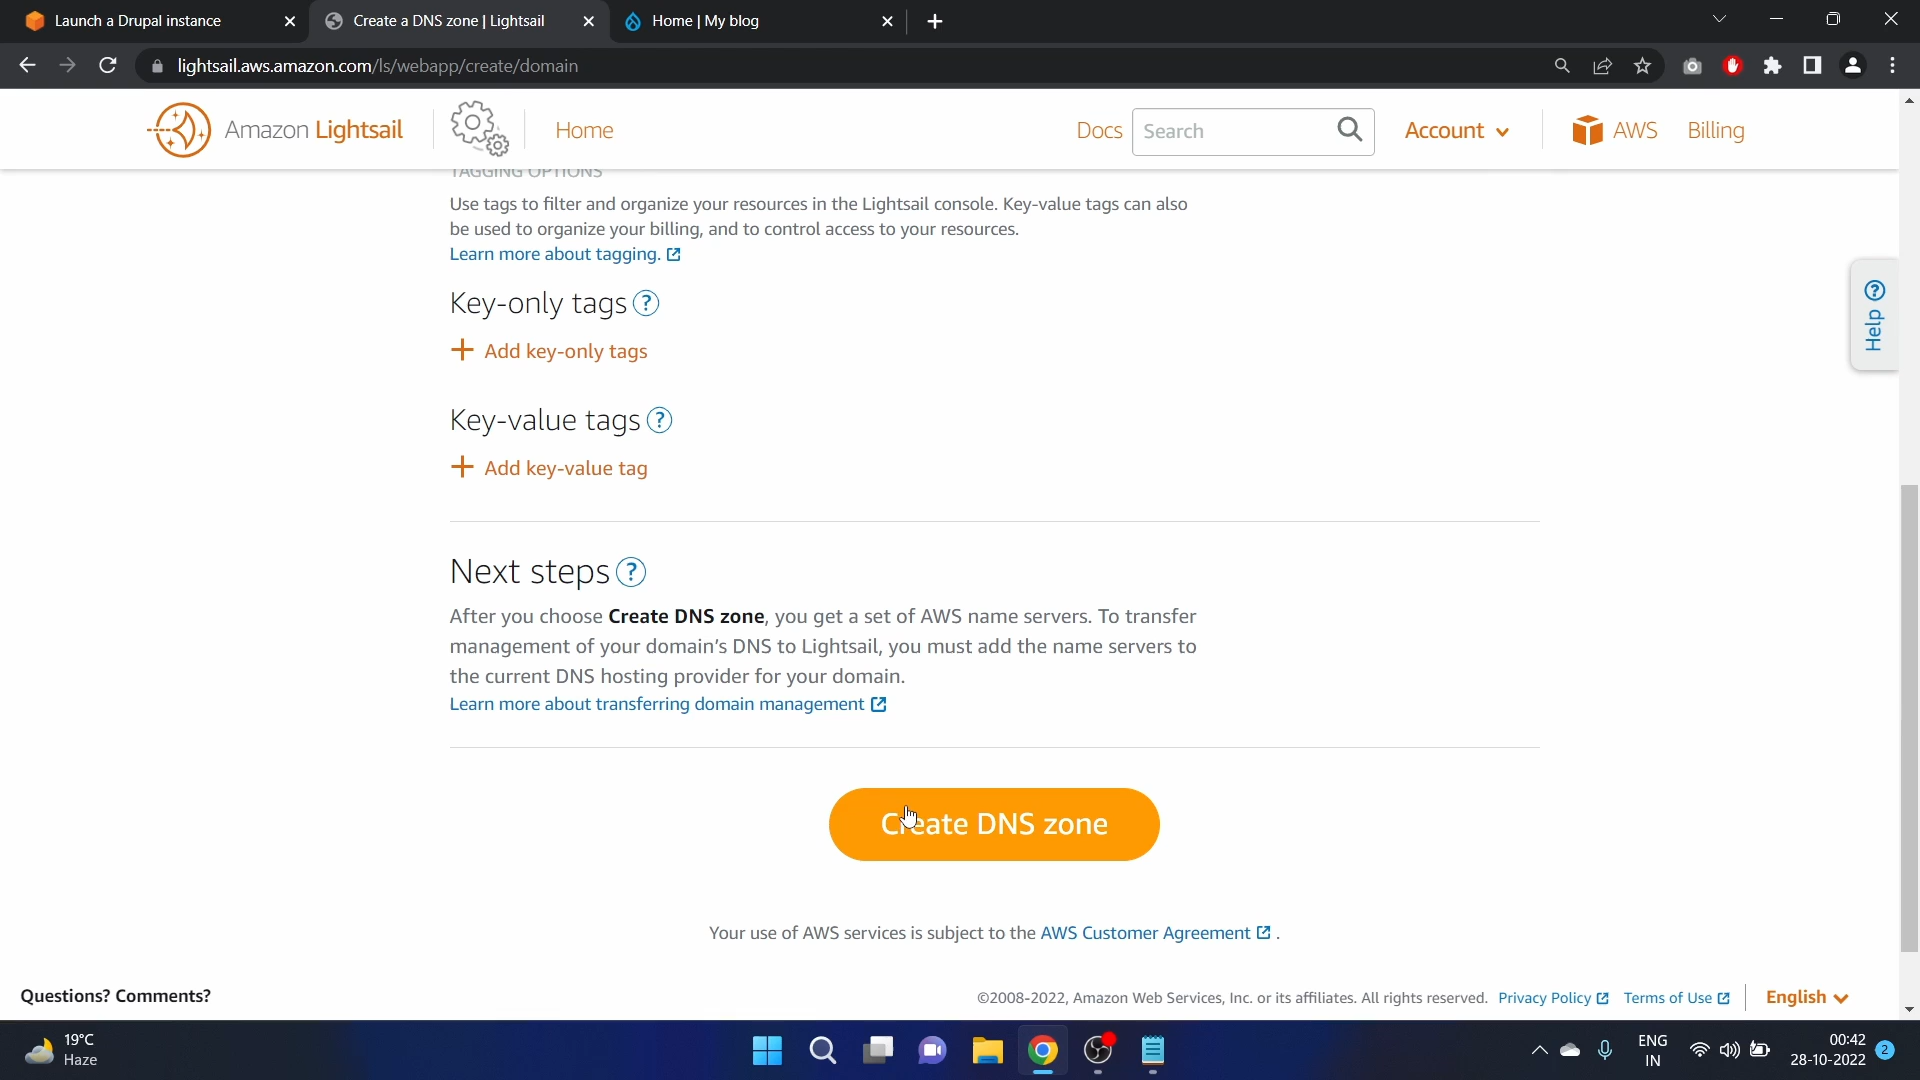 Launch a Drupal instance
Create a DNS zone | Lightsail
Home | My blog
lightsail.aws.amazon.com/ls/webapp/create/domain
Amazon Lightsail
Home
Docs
Search
Account
AWS
Billing
TAGGING OPTIONS
Use tags to filter and organize your resources in the Lightsail console. Key-value tags can also
be used to organize your billing, and to control access to your resources.
Learn more about tagging.
Key-only tags ?
+ Add key-only tags
Key-value tags ?
+ Add key-value tag
Help ?
Next steps ?
After you choose Create DNS zone, you get a set of AWS name servers. To transfer
management of your domain's DNS to Lightsail, you must add the name servers to
the current DNS hosting provider for your domain.
Learn more about transferring domain management
Create DNS zone
Your use of AWS services is subject to the AWS Customer Agreement .
Questions? Comments?
©2008-2022, Amazon Web Services, Inc. or its affiliates. All rights reserved.
Privacy Policy
Terms of Use
English
19°C
Haze
ENG
IN
00:42
28-10-2022
2